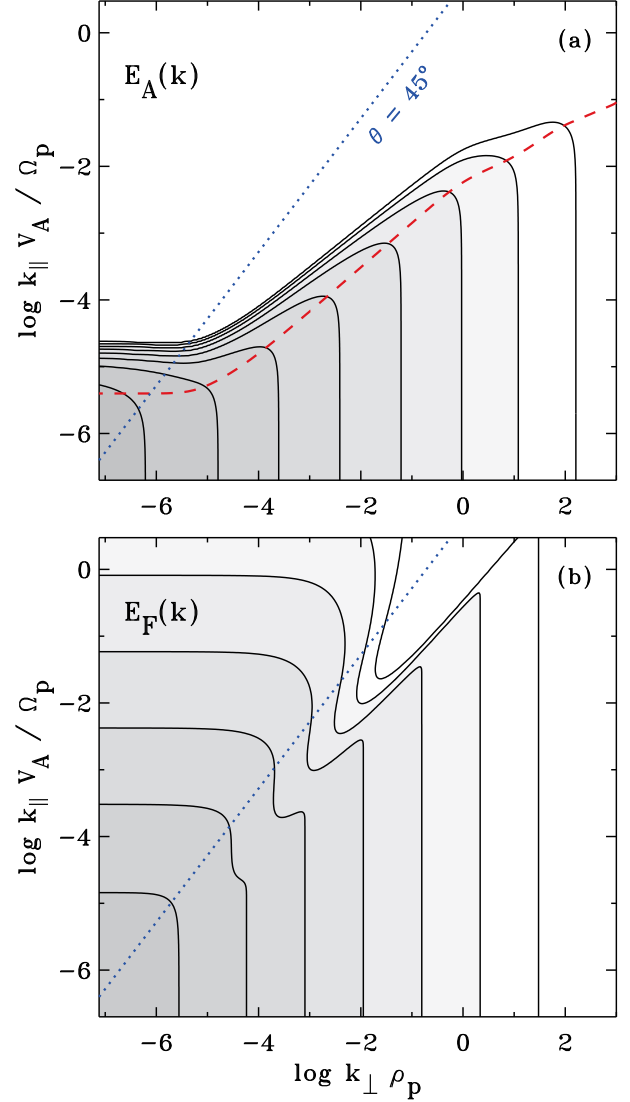 (a)
E_A(k)
θ = 45°
log k_∥ V_A / Ω_p
0
−2
−4
−6
−6 −4 −2 0 2
(b)
E_F(k)
log k_∥ V_A / Ω_p
0
−2
−4
−6
−6 −4 −2 0 2
log k_⊥ ρ_p